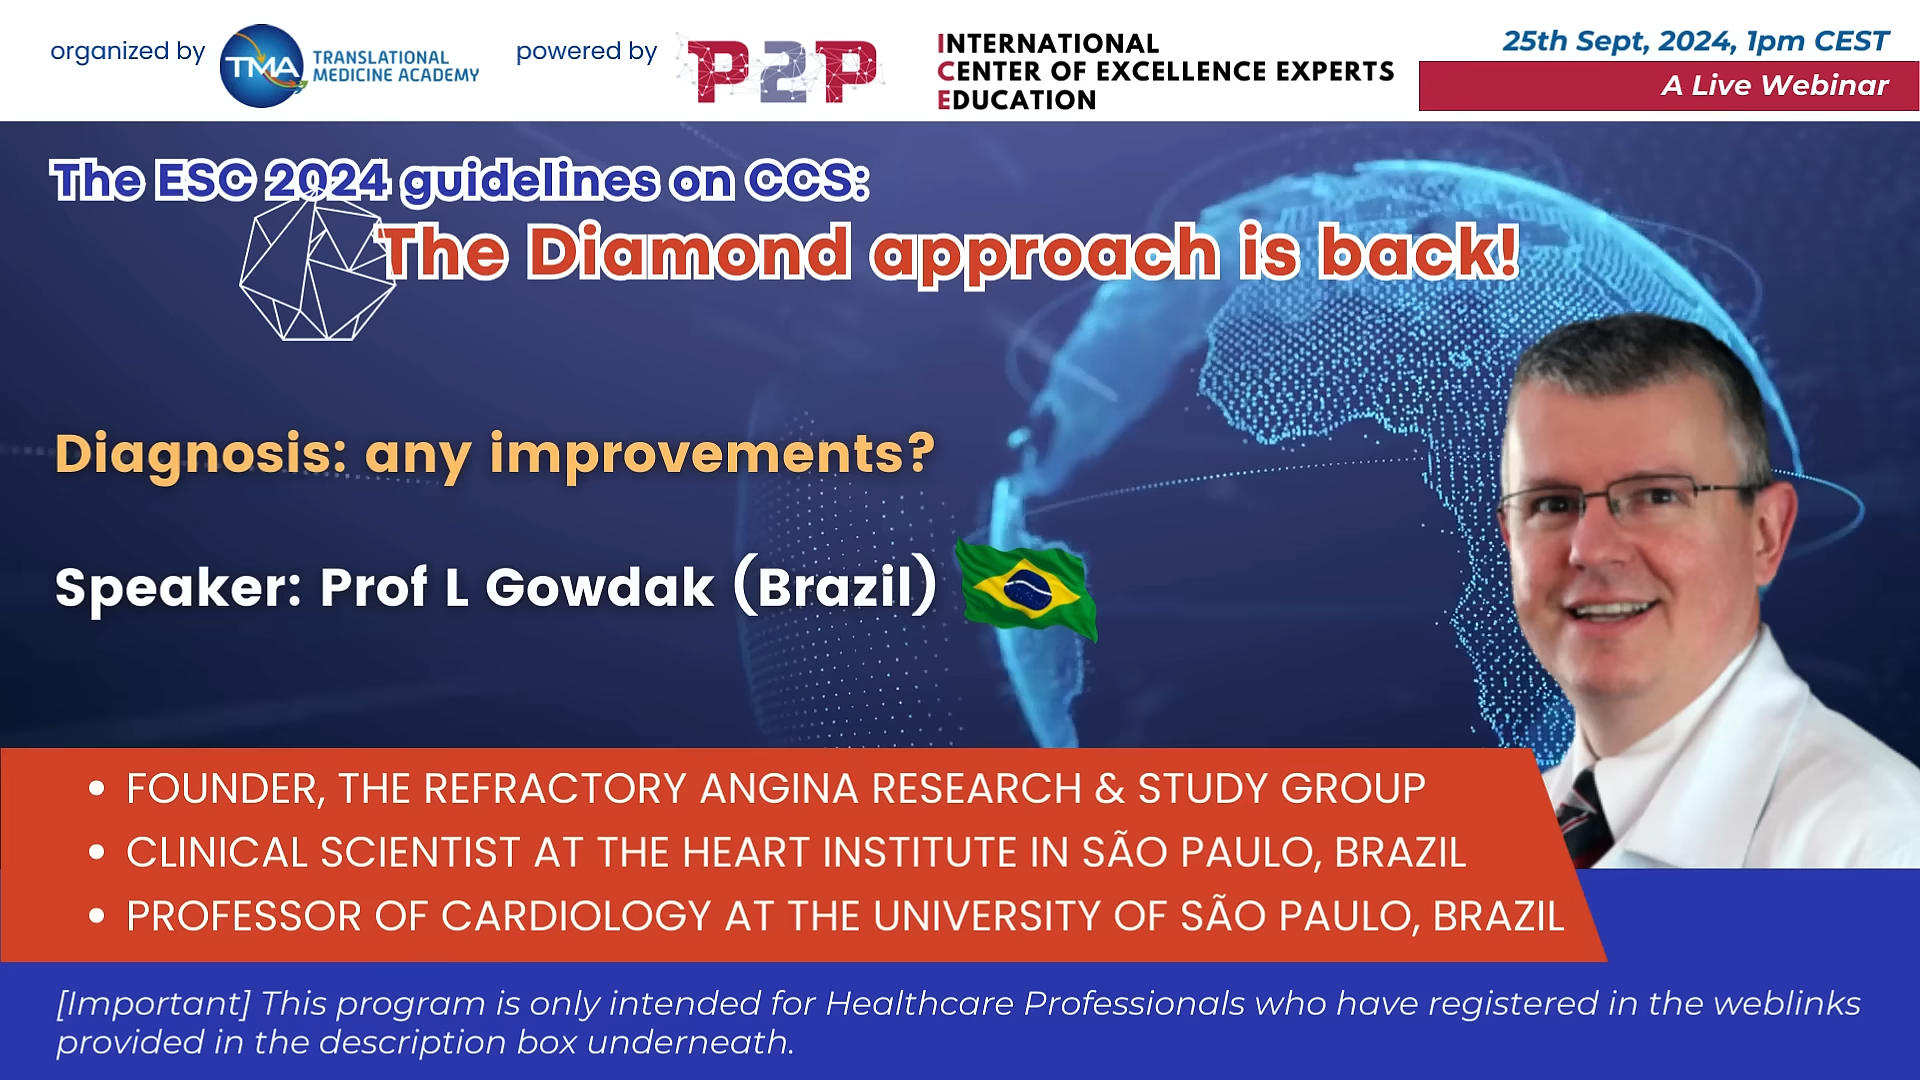 organized by
TMA
TRANSLATIONAL
MEDICINE ACADEMY
powered by
P2P
INTERNATIONAL
CENTER OF EXCELLENCE EXPERTS
EDUCATION
25th Sept, 2024, 1pm CEST
A Live Webinar
The ESC 2024 guidelines on CCS:
The Diamond approach is back!
Diagnosis: any improvements?
Speaker: Prof L Gowdak (Brazil)
• FOUNDER, THE REFRACTORY ANGINA RESEARCH & STUDY GROUP
• CLINICAL SCIENTIST AT THE HEART INSTITUTE IN SÃO PAULO, BRAZIL
• PROFESSOR OF CARDIOLOGY AT THE UNIVERSITY OF SÃO PAULO, BRAZIL
[Important] This program is only intended for Healthcare Professionals who have registered in the weblinks
provided in the description box underneath.